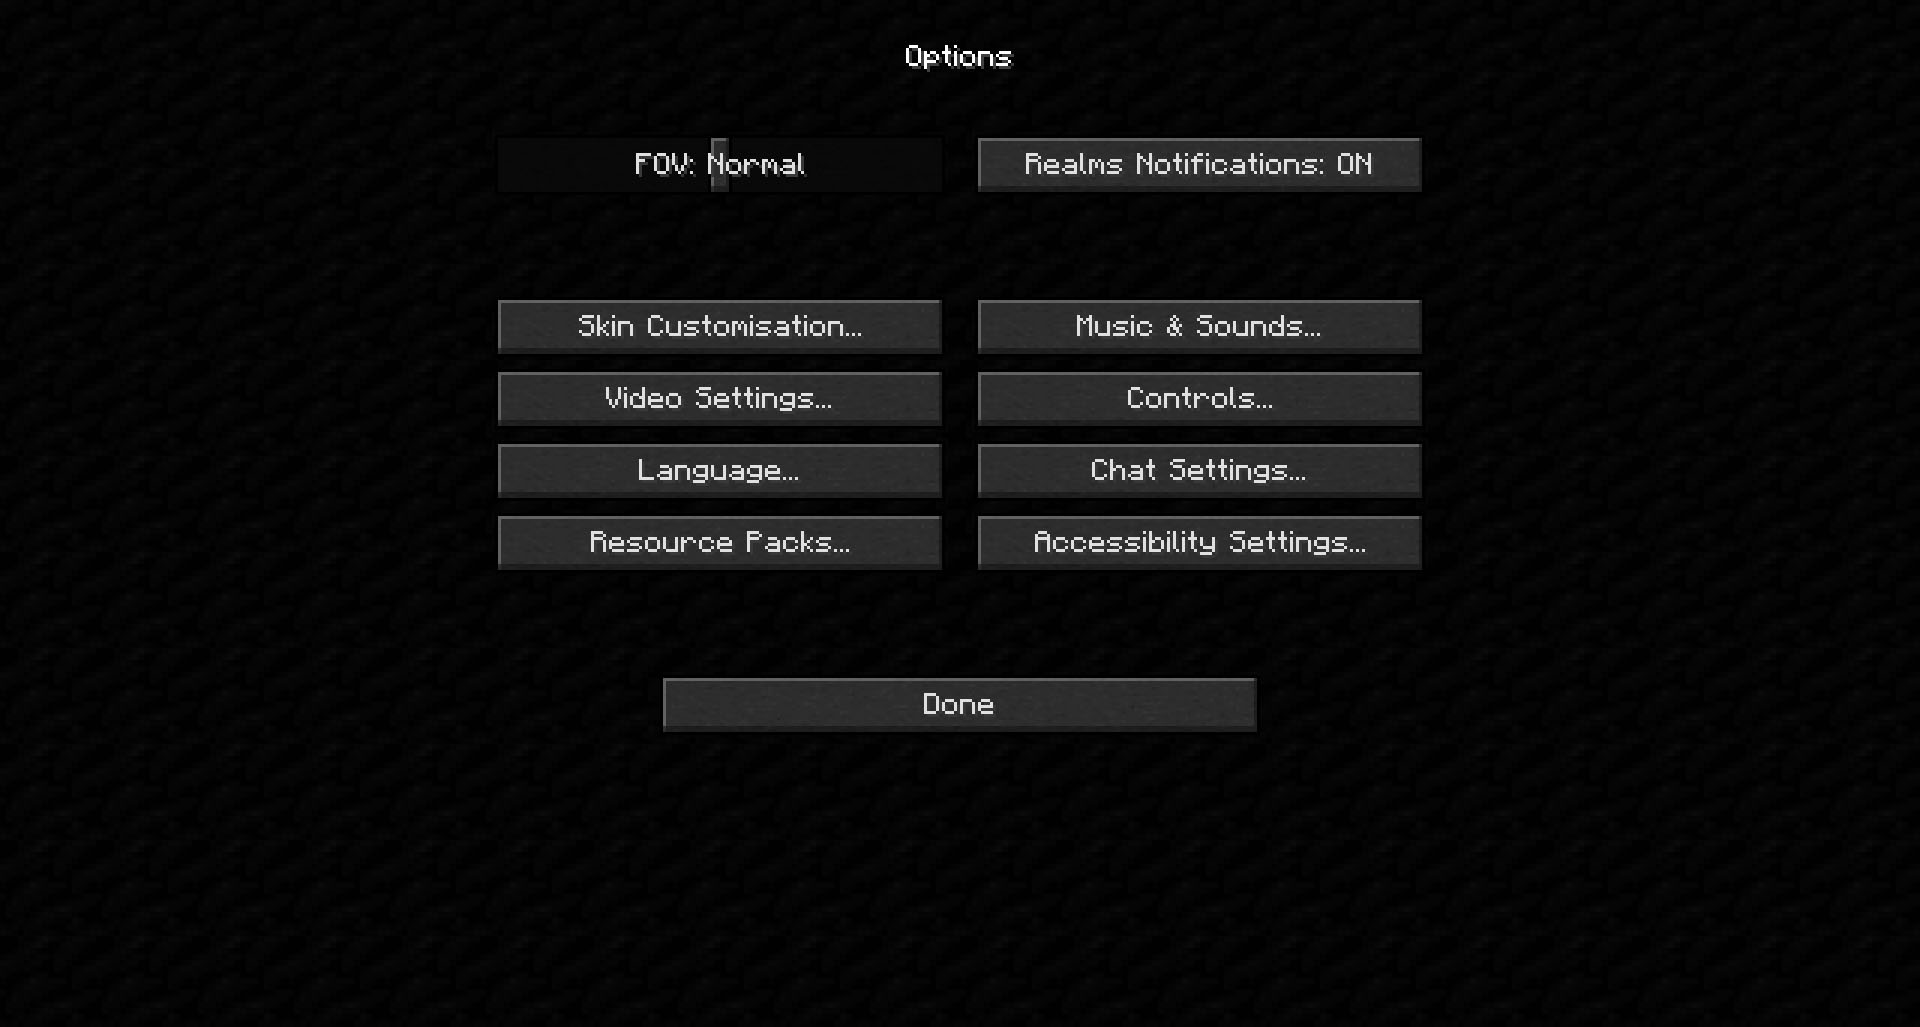 Options
FOV: Normal
Realms Notifications: ON
Skin Customisation...
Music & Sounds...
Video Settings...
Controls...
Language...
Chat Settings...
Resource Packs...
Accessibility Settings...
Done